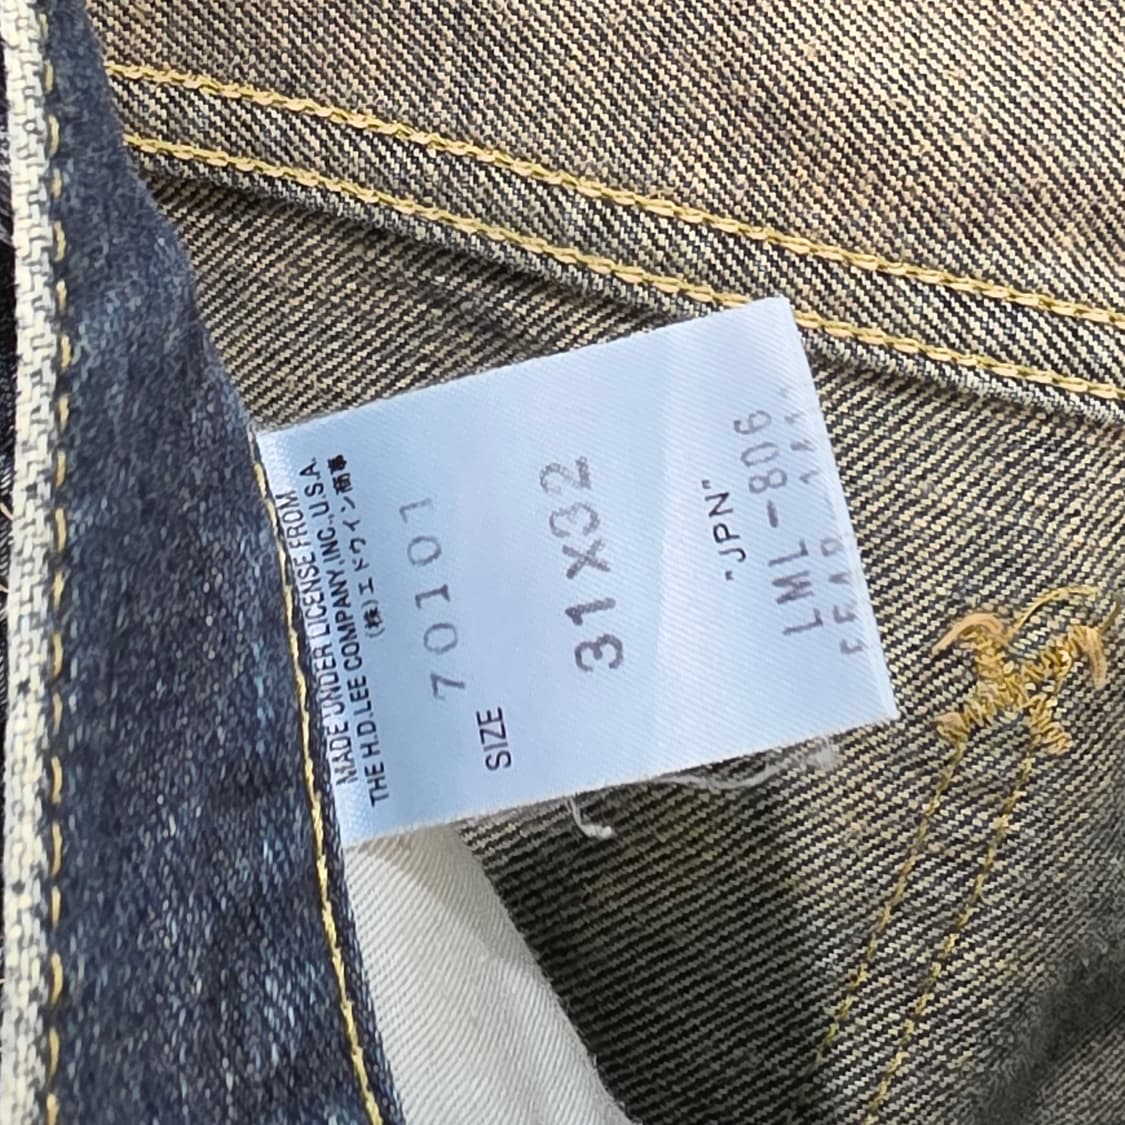 MADE UNDER LICENSE FROM
THE H.D.LEE COMPANY,INC.,U.S.A.
(株)エドウィン商事
70101
SIZE
31X32
"JPN"
LML-806